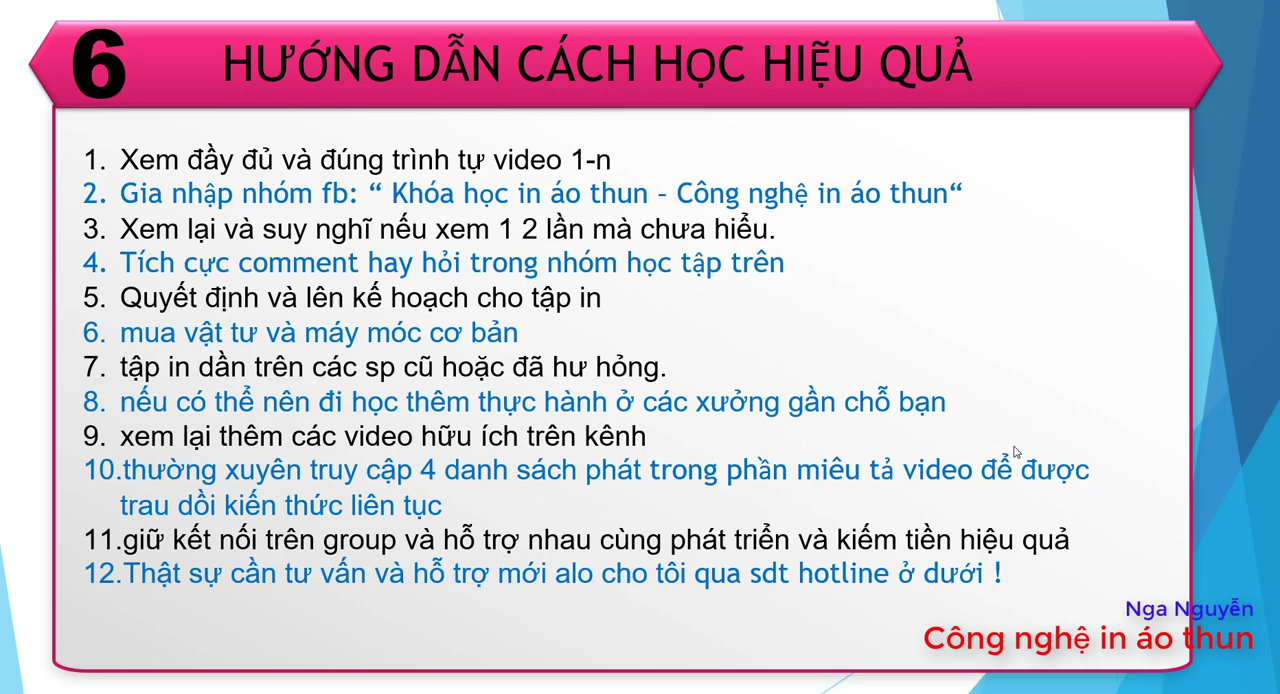 6 HƯỚNG DẪN CÁCH HỌC HIỆU QUẢ
1. Xem đầy đủ và đúng trình tự video 1-n
2. Gia nhập nhóm fb: “ Khóa học in áo thun – Công nghệ in áo thun“
3. Xem lại và suy nghĩ nếu xem 1 2 lần mà chưa hiểu.
4. Tích cực comment hay hỏi trong nhóm học tập trên
5. Quyết định và lên kế hoạch cho tập in
6. mua vật tư và máy móc cơ bản
7. tập in dần trên các sp cũ hoặc đã hư hỏng.
8. nếu có thể nên đi học thêm thực hành ở các xưởng gần chỗ bạn
9. xem lại thêm các video hữu ích trên kênh
10.thường xuyên truy cập 4 danh sách phát trong phần miêu tả video để được
trau dồi kiến thức liên tục
11.giữ kết nối trên group và hỗ trợ nhau cùng phát triển và kiếm tiền hiệu quả
12.Thật sự cần tư vấn và hỗ trợ mới alo cho tôi qua sdt hotline ở dưới !
Nga Nguyễn
Công nghệ in áo thun